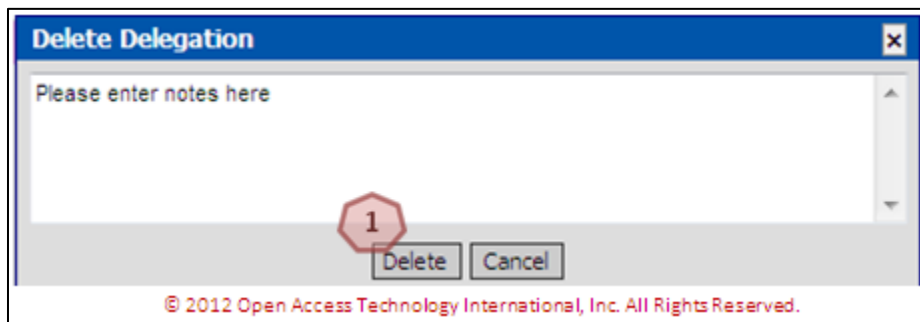 Delete Delegation
Please enter notes here
1
Delete Cancel
© 2012 Open Access Technology International, Inc. All Rights Reserved.